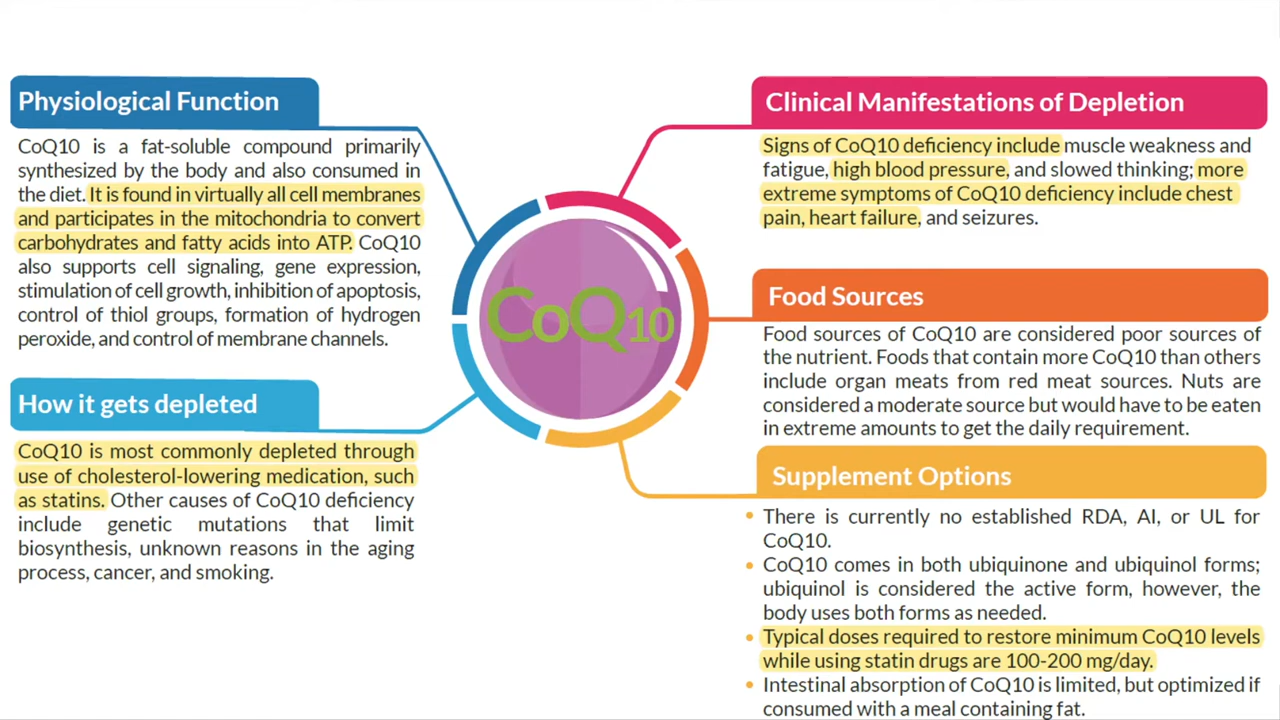 Physiological Function
CoQ10 is a fat-soluble compound primarily
synthesized by the body and also consumed in
the diet. It is found in virtually all cell membranes
and participates in the mitochondria to convert
carbohydrates and fatty acids into ATP. CoQ10
also supports cell signaling, gene expression,
stimulation of cell growth, inhibition of apoptosis,
control of thiol groups, formation of hydrogen
peroxide, and control of membrane channels.
How it gets depleted
CoQ10 is most commonly depleted through
use of cholesterol-lowering medication, such
as statins. Other causes of CoQ10 deficiency
include genetic mutations that limit
biosynthesis, unknown reasons in the aging
process, cancer, and smoking.
CoQ10
Clinical Manifestations of Depletion
Signs of CoQ10 deficiency include muscle weakness and
fatigue, high blood pressure, and slowed thinking; more
extreme symptoms of CoQ10 deficiency include chest
pain, heart failure, and seizures.
Food Sources
Food sources of CoQ10 are considered poor sources of
the nutrient. Foods that contain more CoQ10 than others
include organ meats from red meat sources. Nuts are
considered a moderate source but would have to be eaten
in extreme amounts to get the daily requirement.
Supplement Options
• There is currently no established RDA, AI, or UL for
CoQ10.
• CoQ10 comes in both ubiquinone and ubiquinol forms;
ubiquinol is considered the active form, however, the
body uses both forms as needed.
• Typical doses required to restore minimum CoQ10 levels
while using statin drugs are 100-200 mg/day.
• Intestinal absorption of CoQ10 is limited, but optimized if
consumed with a meal containing fat.